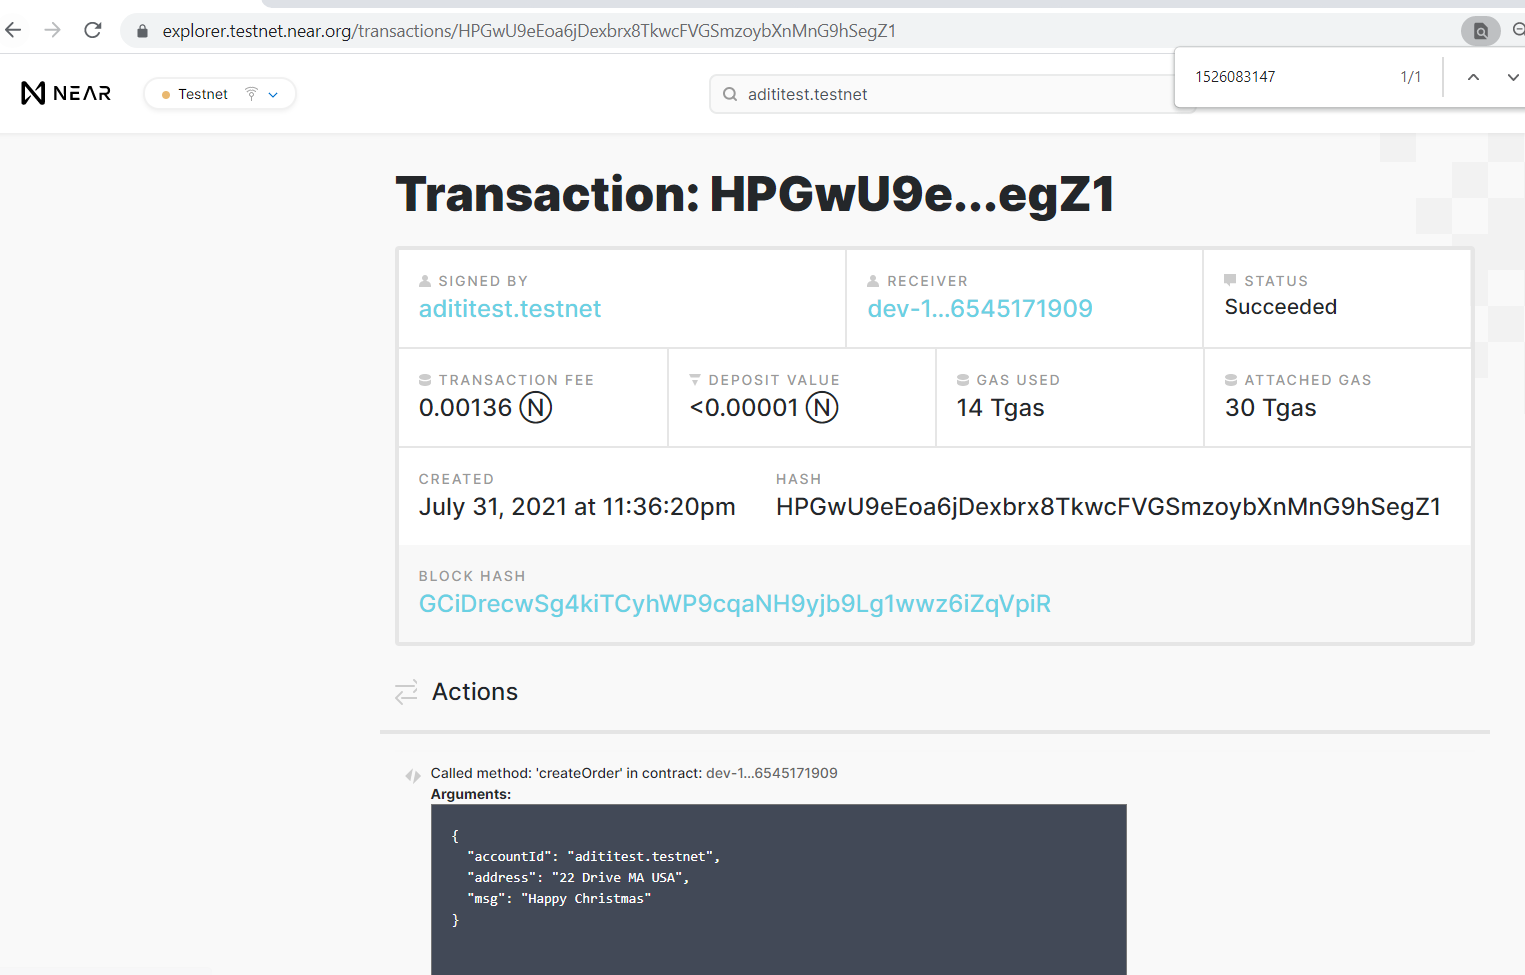 explorer.testnet.near.org/transactions/HPGwU9eEoa6jDexbrx8TkwcFVGSmzoybXnMnG9hSegZ1
1526083147 1/1
NEAR Testnet adititest.testnet
Transaction: HPGwU9e...egZ1
SIGNED BY RECEIVER STATUS
adititest.testnet dev-1...6545171909 Succeeded
TRANSACTION FEE DEPOSIT VALUE GAS USED ATTACHED GAS
0.00136 N <0.00001 N 14 Tgas 30 Tgas
CREATED HASH
July 31, 2021 at 11:36:20pm HPGwU9eEoa6jDexbrx8TkwcFVGSmzoybXnMnG9hSegZ1
BLOCK HASH
GCiDrecwSg4kiTCyhWP9cqaNH9yjb9Lg1wwz6iZqVpiR
Actions
Called method: 'createOrder' in contract: dev-1...6545171909
Arguments:
{
"accountId": "adititest.testnet",
"address": "22 Drive MA USA",
"msg": "Happy Christmas"
}